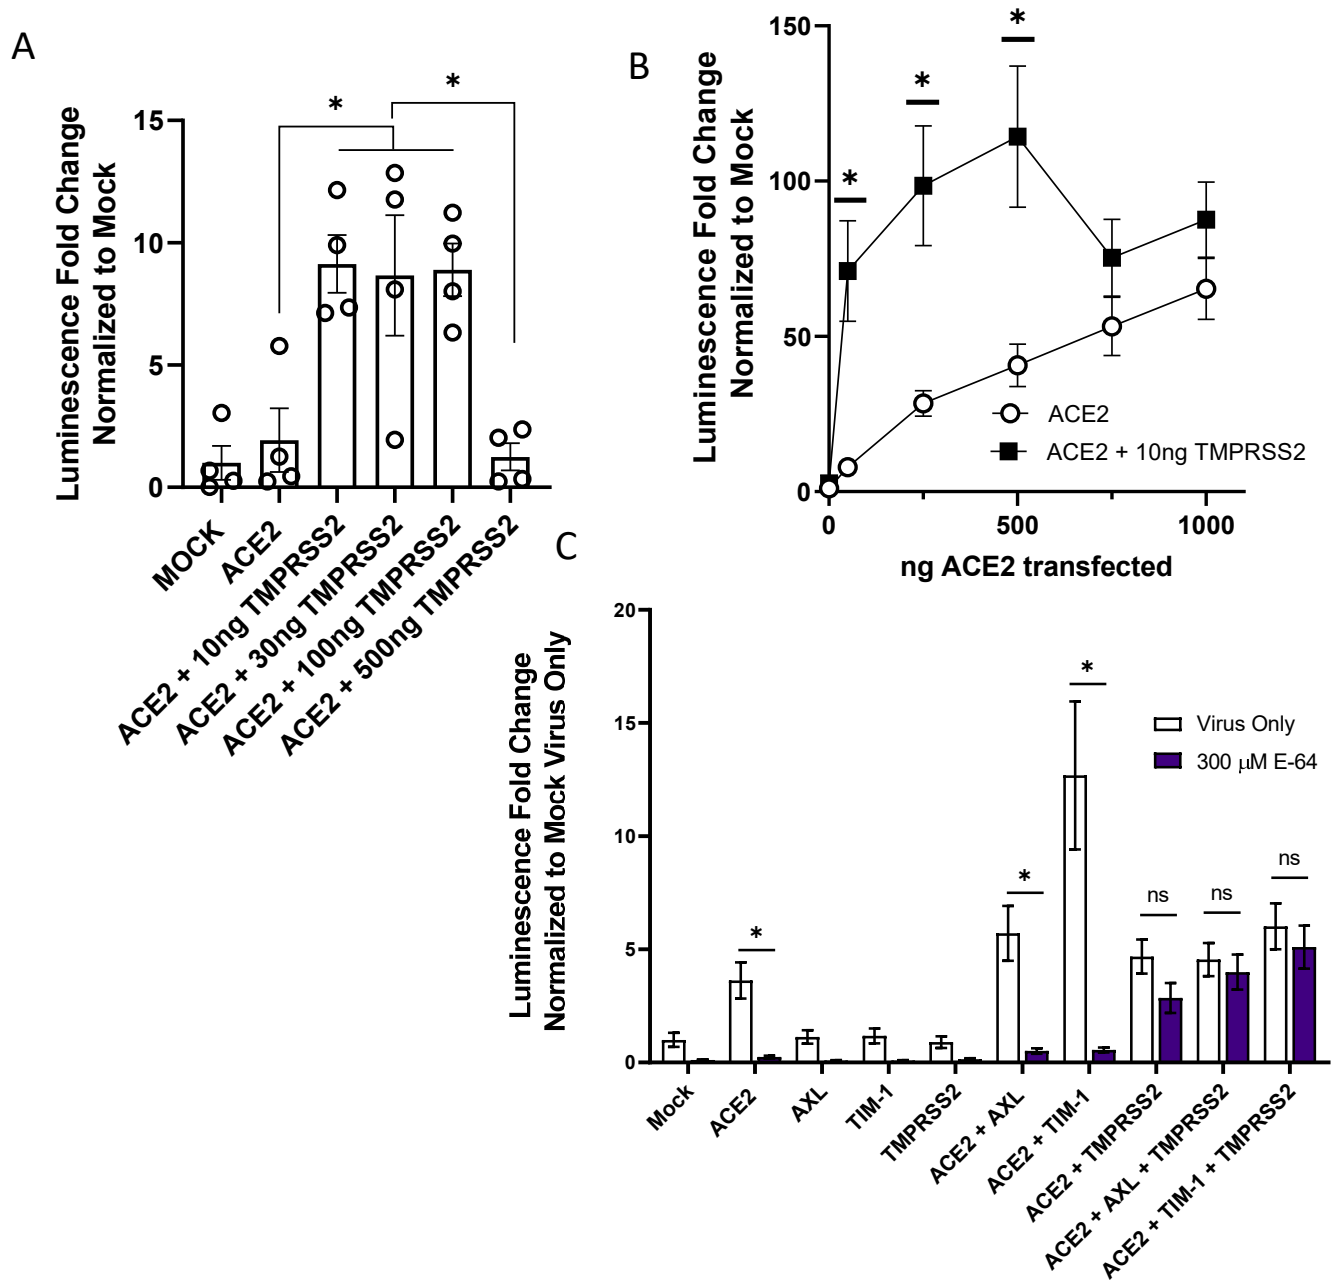 A
Luminescence Fold Change
Normalized to Mock
15
10
5
0
*
*
MOCK
ACE2
ACE2 + 10ng TMPRSS2
ACE2 + 30ng TMPRSS2
ACE2 + 100ng TMPRSS2
ACE2 + 500ng TMPRSS2
B
Luminescence Fold Change
Normalized to Mock
150
100
50
0
*
*
*
ACE2
ACE2 + 10ng TMPRSS2
0
500
1000
ng ACE2 transfected
C
Luminescence Fold Change
Normalized to Mock Virus Only
20
15
10
5
0
*
*
*
ns
ns
ns
Virus Only
300 μM E-64
Mock
ACE2
AXL
TIM-1
TMPRSS2
ACE2 + AXL
ACE2 + TIM-1
ACE2 + TMPRSS2
ACE2 + AXL + TMPRSS2
ACE2 + TIM-1 + TMPRSS2